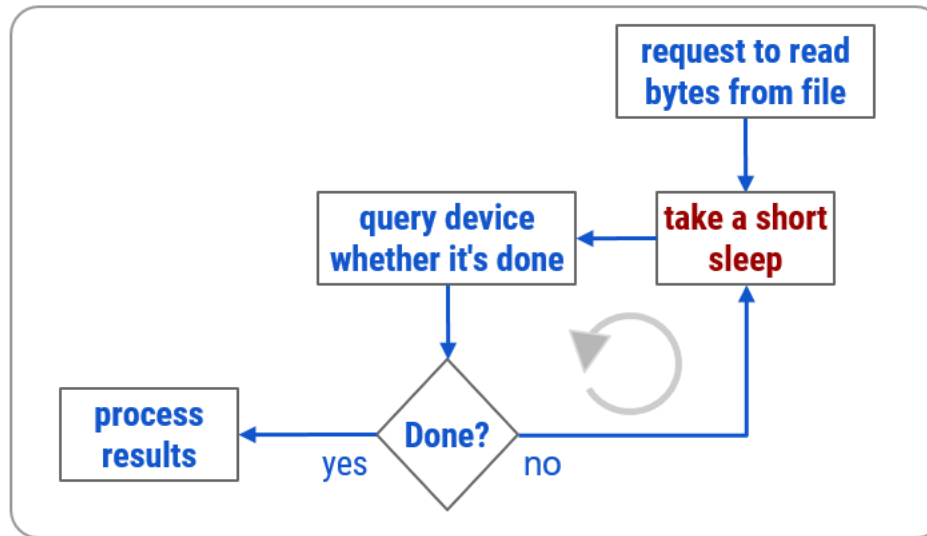 request to read
bytes from file
take a short
sleep
query device
whether it's done
Done?
yes
no
process
results